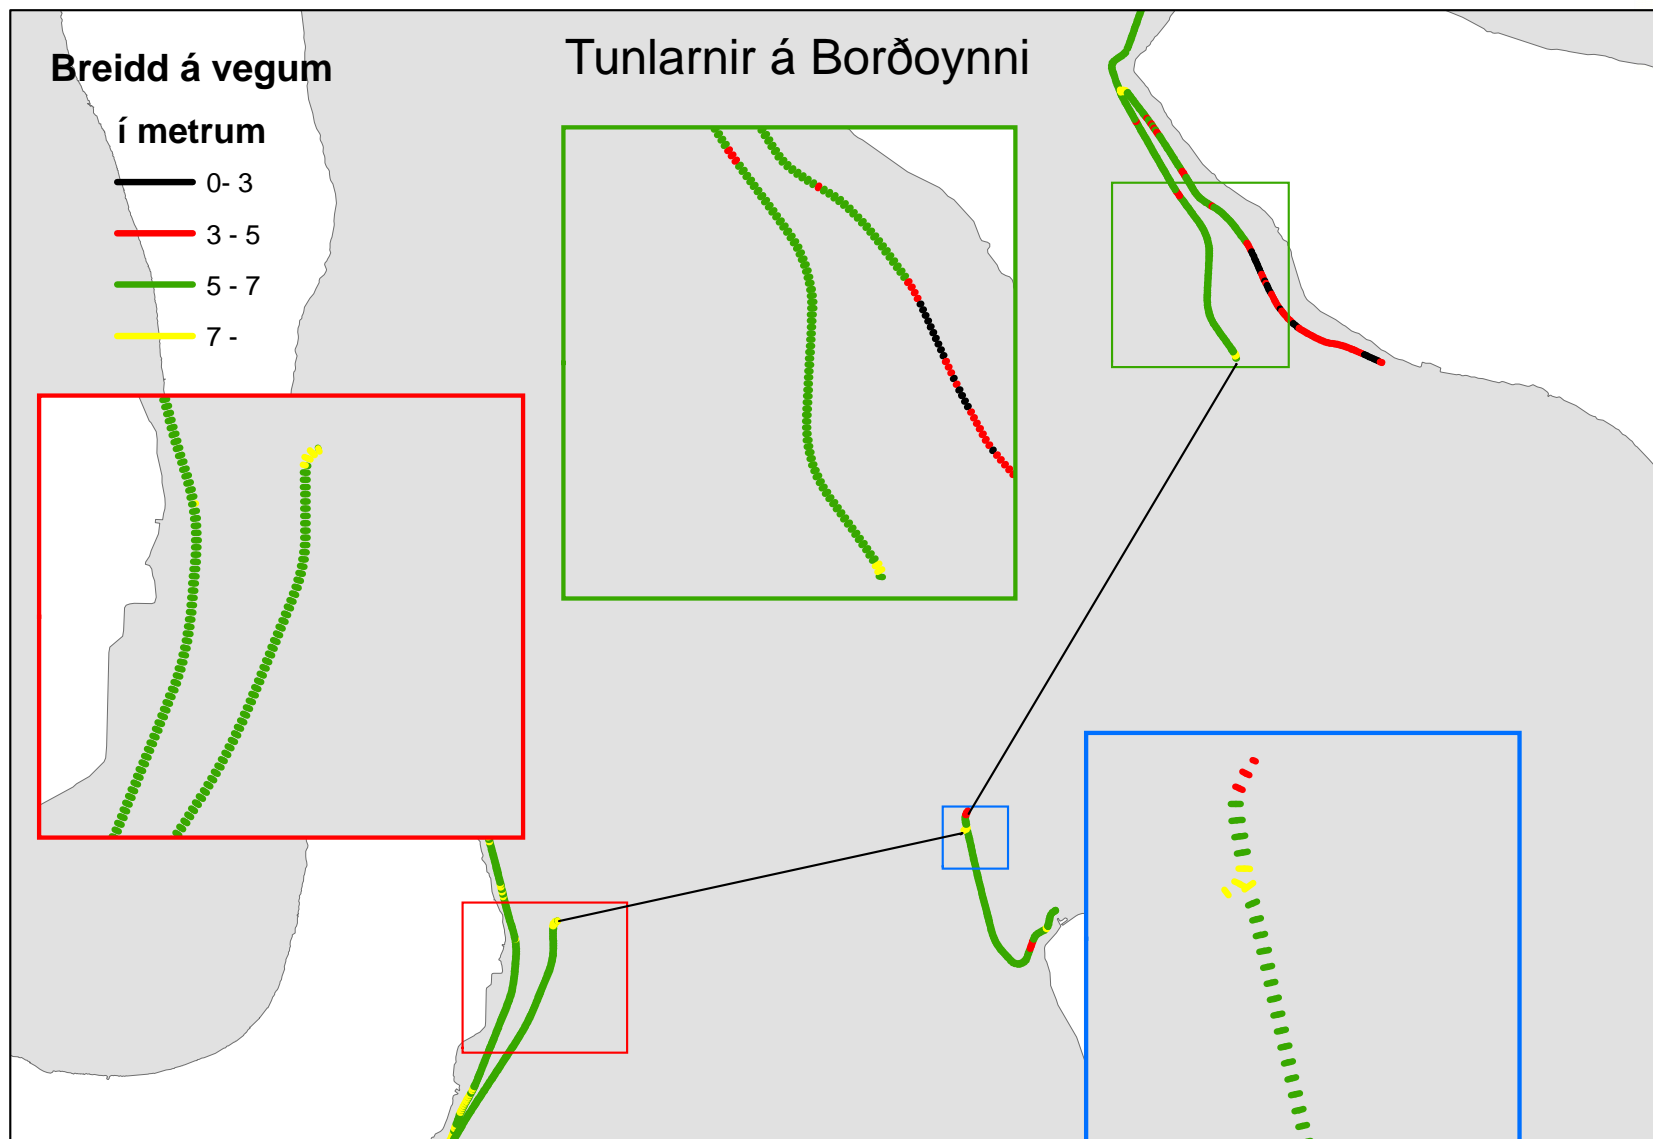 Tunlarnir á Borðoynni
Breidd á vegum
í metrum
0- 3
3 - 5
5 - 7
7 -